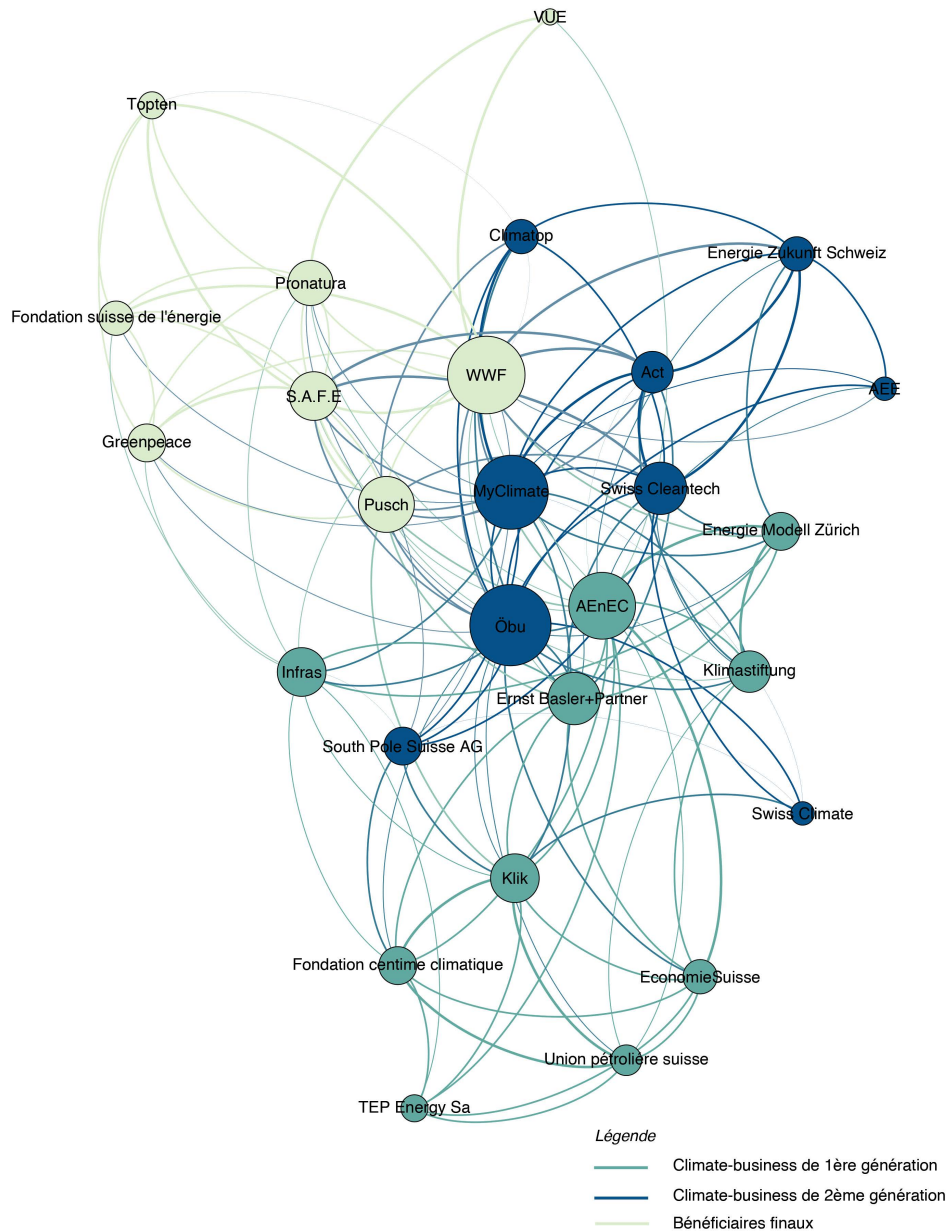 VUE
Topten
Climatop
Energie Zukunft Schweiz
Pronatura
Fondation suisse de l'énergie
WWF
Act
AEE
S.A.F.E
Greenpeace
MyClimate
Swiss Cleantech
Pusch
Energie Modell Zürich
AEnEC
Öbu
Infras
Klimastiftung
Ernst Basler+Partner
South Pole Suisse AG
Swiss Climate
Klik
Fondation centime climatique
EconomieSuisse
Union pétrolière suisse
TEP Energy Sa
Légende
Climate-business de 1ère génération
Climate-business de 2ème génération
Bénéficiaires finaux